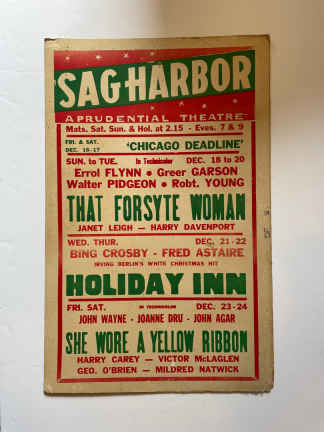 SAG-HARBOR
A PRUDENTIAL THEATRE
Mats. Sat. Sun. & Hol. at 2.15 - Eves. 7 & 9
FRI. & SAT.
DEC. 16-17
'CHICAGO DEADLINE'
SUN. to TUE. In Technicolor DEC. 18 to 20
Errol FLYNN • Greer GARSON
Walter PIDGEON • Robt. YOUNG
THAT FORSYTE WOMAN
JANET LEIGH — HARRY DAVENPORT
WED. THUR. DEC. 21-22
BING CROSBY - FRED ASTAIRE
IRVING BERLIN'S WHITE CHRISTMAS HIT
HOLIDAY INN
FRI. SAT. IN TECHNICOLOR DEC. 23-24
JOHN WAYNE - JOANNE DRU - JOHN AGAR
SHE WORE A YELLOW RIBBON
HARRY CAREY — VICTOR McLAGLEN
GEO. O'BRIEN — MILDRED NATWICK